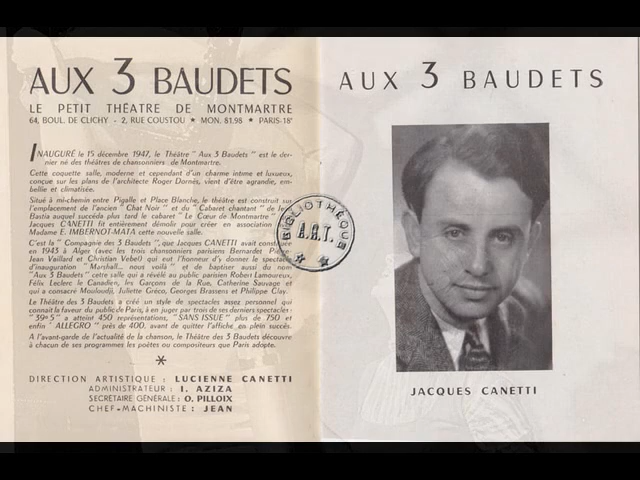 AUX 3 BAUDETS
LE PETIT THÉATRE DE MONTMARTRE
64, BOUL. DE CLICHY - 2, RUE COUSTOU ★ MON. 81.98 ★ PARIS-18e
INAUGURÉ le 15 décembre 1947, le Théâtre "Aux 3 Baudets" est le der-
nier né des théâtres de chansonniers de Montmartre.
Cette coquette salle, moderne et cependant d'un charme intime et luxueux,
conçue sur les plans de l'architecte Roger Dornès, vient d'être agrandie, em-
bellie et climatisée.
Situé à mi-chemin entre Pigalle et Place Blanche, le théâtre est construit sur
l'emplacement de l'ancien "Chat Noir" et du "Cabaret chantant" de
Bastia auquel succéda plus tard le cabaret "Le Cœur de Montmartre"
Jacques CANETTI fit entièrement démolir pour créer en association
Madame E. IMBERNOT-MATA cette nouvelle salle.
C'est la "Compagnie des 3 Baudets", que Jacques CANETTI avait
en 1943 à Alger (avec les trois chansonniers parisiens
Jean Vaillard et Christian Vebel) qui eut l'honneur d'y donner le spectacle
d'inauguration "Marshall... nous voilà" et de baptiser aussi du nom
"Aux 3 Baudets" cette salle qui a révélé au public parisien Robert Lamoureux,
Félix Leclerc le Canadien, les Garçons de la Rue, Catherine Sauvage et
qui a consacré Mouloudji, Juliette Gréco, Georges Brassens et Philippe Clay.
Le Théâtre des 3 Baudets a créé un style de spectacles assez personnel qui
connaît la faveur du public de Paris, à en juger par trois de ses derniers spectacles :
"39°5" a atteint 450 représentations, "SANS ISSUE" plus de 750 et
enfin "ALLEGRO" près de 400, avant de quitter l'affiche en plein succès.
A l'avant-garde de l'actualité de la chanson, le Théâtre des 3 Baudets découvre
à chacun de ses programmes les poètes ou compositeurs que Paris adopte.
*
DIRECTION ARTISTIQUE : LUCIENNE CANETTI
ADMINISTRATEUR : I. AZIZA
SECRÉTAIRE GÉNÉRALE : O. PILLOIX
CHEF-MACHINISTE : JEAN
BIBLIOTHÈQUE
A.R.T.
AUX 3 BAUDETS
JACQUES CANETTI